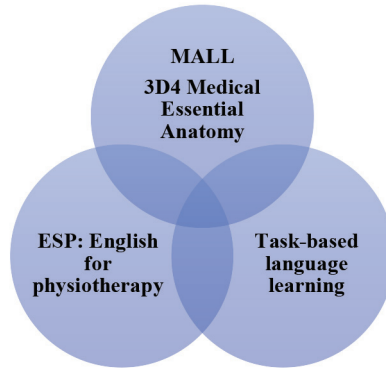 MALL
3D4 Medical
Essential
Anatomy
ESP: English
for
physiotherapy
Task-based
language
learning